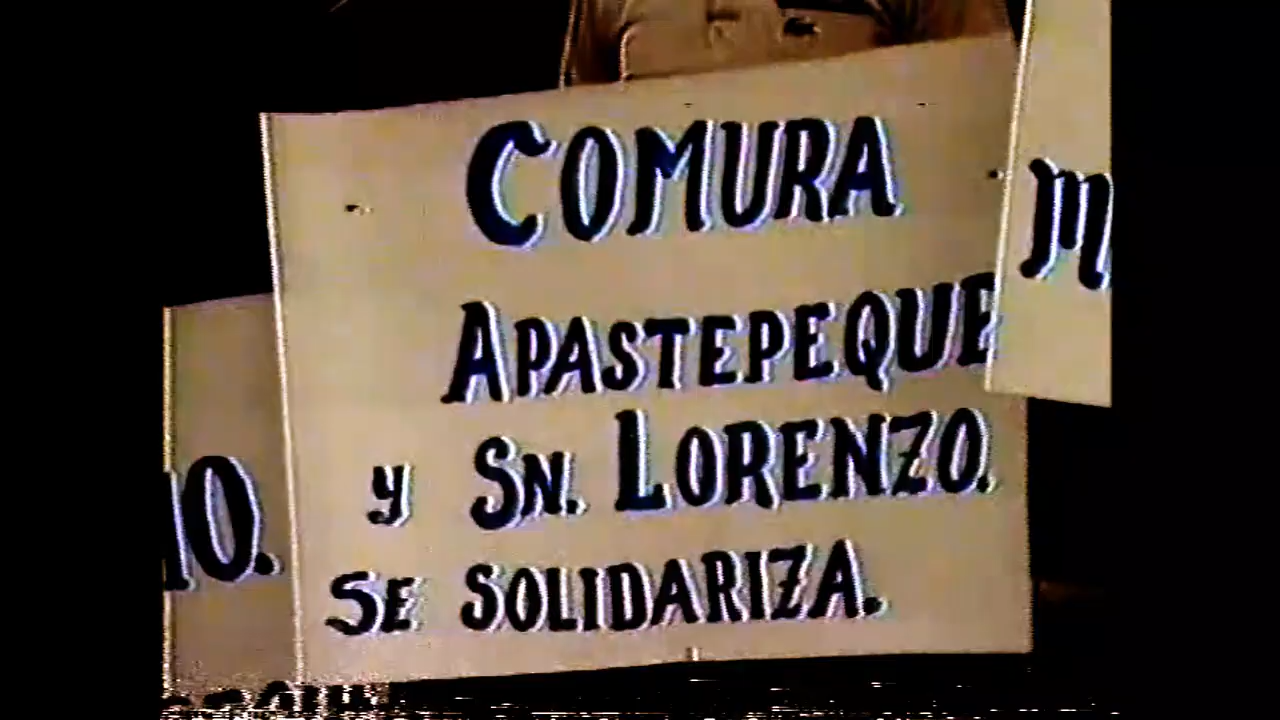 COMURA
APASTEPEQUE
y SN. LORENZO.
SE SOLIDARIZA.